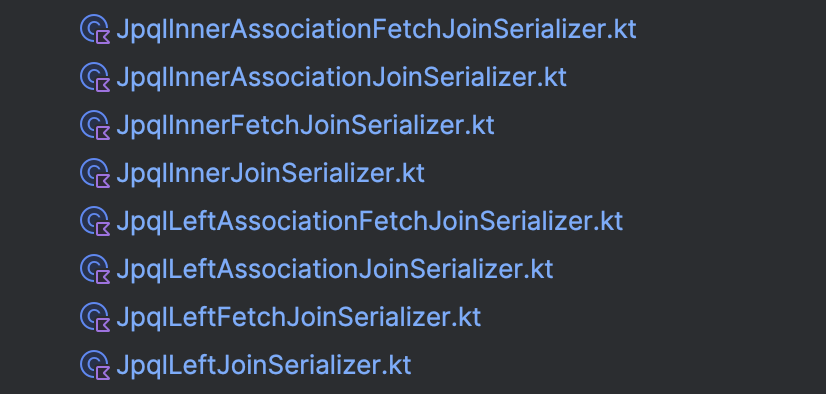 JpqlInnerAssociationFetchJoinSerializer.kt
JpqlInnerAssociationJoinSerializer.kt
JpqlInnerFetchJoinSerializer.kt
JpqlInnerJoinSerializer.kt
JpqlLeftAssociationFetchJoinSerializer.kt
JpqlLeftAssociationJoinSerializer.kt
JpqlLeftFetchJoinSerializer.kt
JpqlLeftJoinSerializer.kt